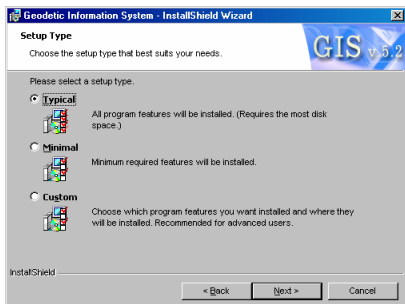 Geodetic Information System - InstallShield Wizard
Setup Type
Choose the setup type that best suits your needs.
GIS v 5.2
Please select a setup type.
Typical
All program features will be installed. (Requires the most disk
space.)
Minimal
Minimum required features will be installed.
Custom
Choose which program features you want installed and where they
will be installed. Recommended for advanced users.
InstallShield
< Back Next > Cancel